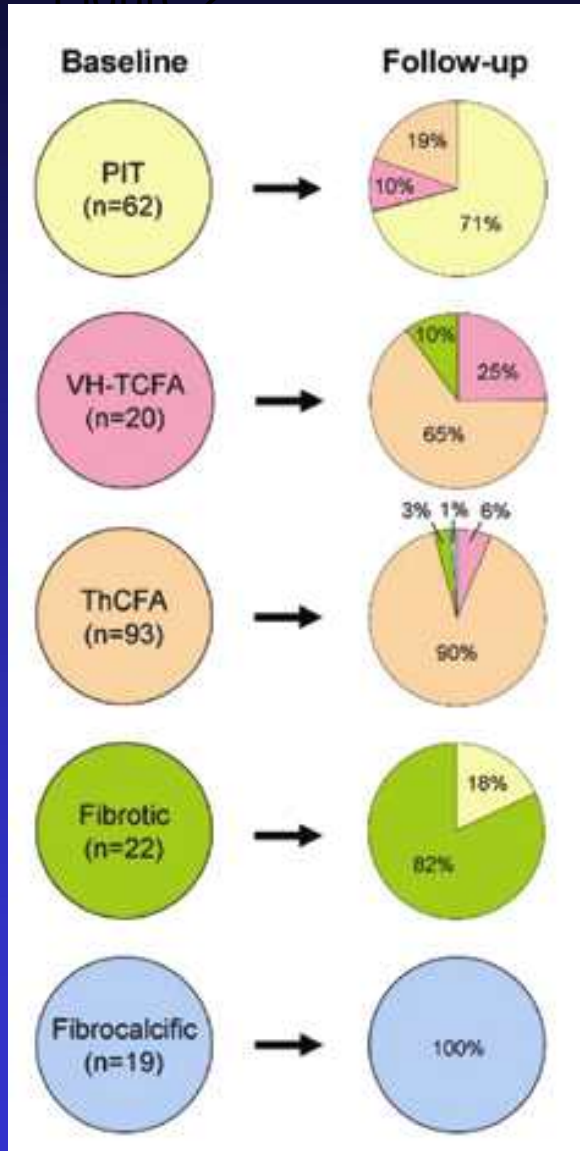 Baseline Follow-up
PIT
(n=62)
19%
10%
71%
VH-TCFA
(n=20)
10%
25%
65%
ThCFA
(n=93)
3% 1% 6%
90%
Fibrotic
(n=22)
18%
82%
Fibrocalcific
(n=19)
100%